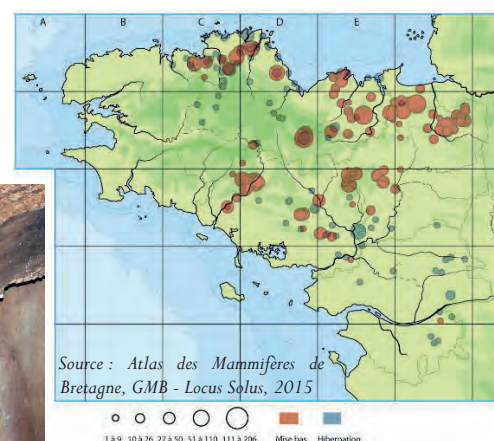 A B C D E
Source : Atlas des Mammifères de
Bretagne, GMB - Locus Solus, 2015
1 à 9 10 à 26 27 à 50 51 à 110 111 à 206 Mise bas Hibernation